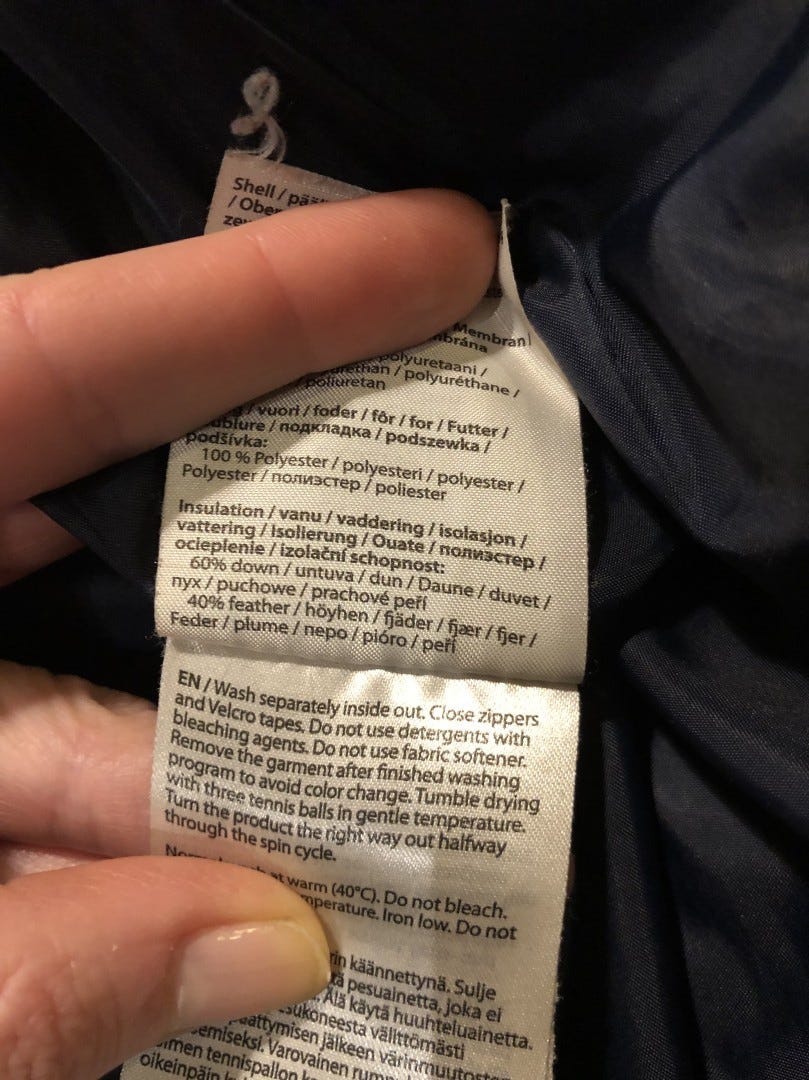 Shell /
/ Ober
Membran
polyuretaani /
/ polyuréthane /
/ poliuretan
/ vuori / foder / fôr / for / Futter /
/ подкладка / podszewka /
podšívka:
100 % Polyester / polyesteri / polyester /
Polyester / полиэстер / poliester
Insulation / vanu / vaddering / isolasjon /
vattering / Isolierung / Ouate / полиэстер /
ocieplenie / izolační schopnost:
60% down / untuva / dun / Daune / duvet /
пух / puchowe / prachové peří
40% feather / höyhen / fjäder / fjær / fjer /
Feder / plume / перо / pióro / peří
EN / Wash separately inside out. Close zippers
and Velcro tapes. Do not use detergents with
bleaching agents. Do not use fabric softener.
Remove the garment after finished washing
program to avoid color change. Tumble drying
with three tennis balls in gentle temperature.
Turn the product the right way out halfway
through the spin cycle.
at warm (40°C). Do not bleach.
Iron low. Do not
käännettynä. Sulje
pesuainetta, joka ei
Älä käytä huuhteluainetta.
välittömästi
jälkeen
Varovainen
oikeinpäin